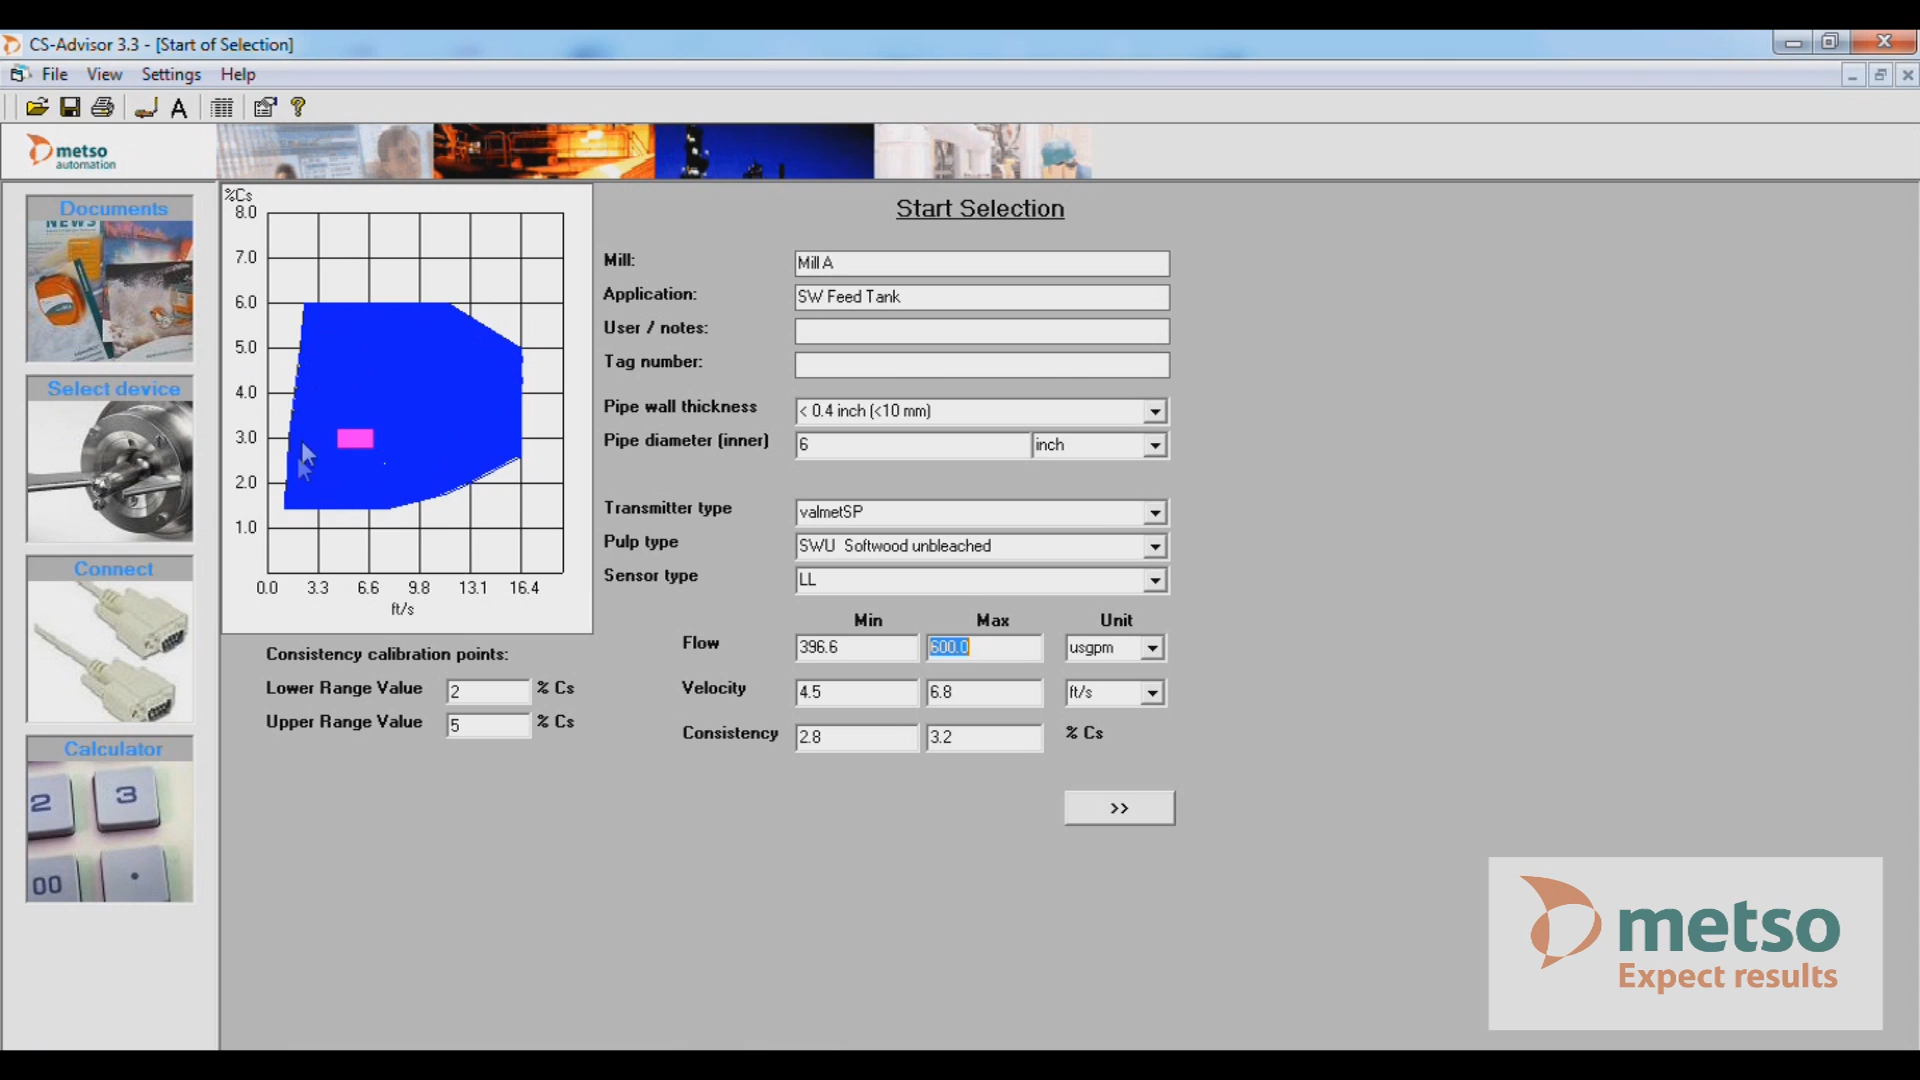 CS-Advisor 3.3 - [Start of Selection]
File View Settings Help
A ?
metso
automation
Documents
NEWS
Select device
Connect
Calculator
2 3
00 •
%Cs
8.0
7.0
6.0
5.0
4.0
3.0
2.0
1.0
0.0 3.3 6.6 9.8 13.1 16.4
ft/s
Consistency calibration points:
Lower Range Value 2 % Cs
Upper Range Value 5 % Cs
Start Selection
Mill: Mill A
Application: SW Feed Tank
User / notes:
Tag number:
Pipe wall thickness < 0.4 inch (<10 mm)
Pipe diameter (inner) 6 inch
Transmitter type valmetSP
Pulp type SWU Softwood unbleached
Sensor type LL
Min Max Unit
Flow 396.6 600.0 usgpm
Velocity 4.5 6.8 ft/s
Consistency 2.8 3.2 % Cs
>>
metso
Expect results